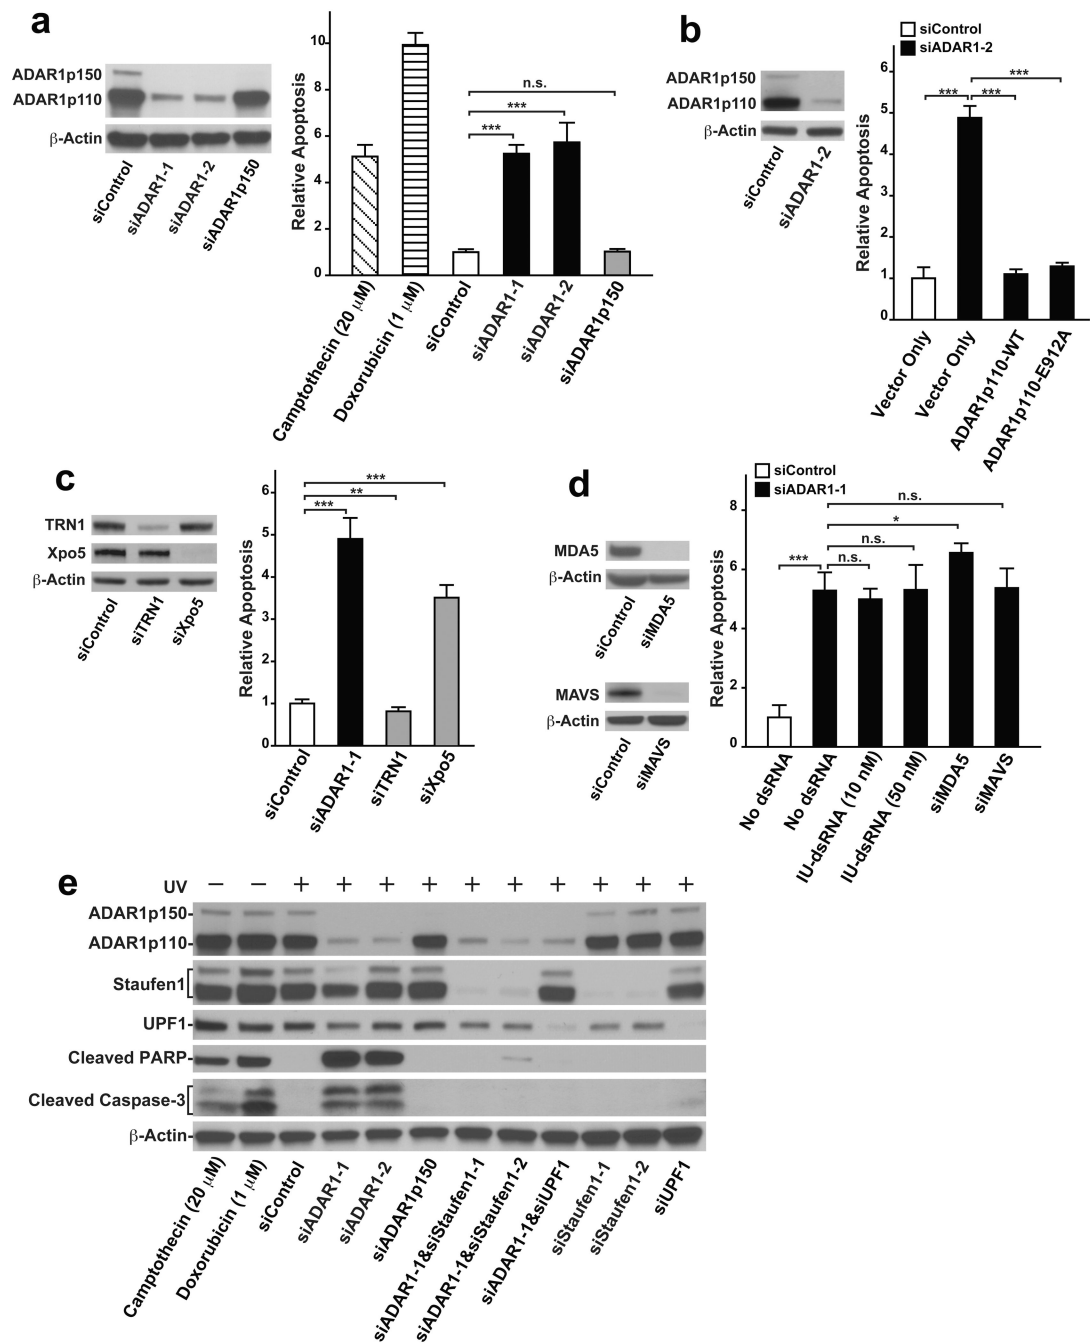 a
ADAR1p150
ADAR1p110
β-Actin
siControl
siADAR1-1
siADAR1-2
siADAR1p150
Relative Apoptosis
10
8
6
4
2
0
n.s.
***
***
Camptothecin (20 μM)
Doxorubicin (1 μM)
siControl
siADAR1-1
siADAR1-2
siADAR1p150
b
siControl
siADAR1-2
ADAR1p150
ADAR1p110
β-Actin
siControl
siADAR1-2
Relative Apoptosis
6
5
4
3
2
1
0
***
*** ***
Vector Only
Vector Only
ADAR1p110-WT
ADAR1p110-E912A
c
TRN1
Xpo5
β-Actin
siControl
siTRN1
siXpo5
Relative Apoptosis
6
5
4
3
2
1
0
***
**
***
siControl
siADAR1-1
siTRN1
siXpo5
d
siControl
siADAR1-1
MDA5
β-Actin
siControl
siMDA5
MAVS
β-Actin
siControl
siMAVS
Relative Apoptosis
8
6
4
2
0
n.s.
*
n.s.
*** n.s.
No dsRNA
No dsRNA
IU-dsRNA (10 nM)
IU-dsRNA (50 nM)
siMDA5
siMAVS
e
UV − − + + + + + + + + + +
ADAR1p150-
ADAR1p110-
Staufen1
UPF1-
Cleaved PARP-
Cleaved Caspase-3
β-Actin-
Camptothecin (20 μM)
Doxorubicin (1 μM)
siControl
siADAR1-1
siADAR1-2
siADAR1p150
siADAR1-1&siStaufen1-1
siADAR1-1&siStaufen1-2
siADAR1-1&siUPF1
siStaufen1-1
siStaufen1-2
siUPF1